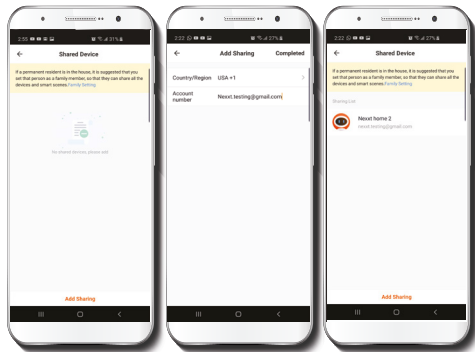 2:55
31%
Shared Device
If a permanent resident is in the house, it is suggested that you
set that person as a family member, so that they can share all the
devices and smart scenes.Family Setting
No shared devices, please add
Add Sharing
2:22
27%
Add Sharing
Completed
Country/Region USA +1
Account
number
Nexxt.testing@gmail.com
2:22
27%
Shared Device
If a permanent resident is in the house, it is suggested that you
set that person as a family member, so that they can share all the
devices and smart scenes.Family Setting
Sharing List
Nexxt home 2
nexxt.testing@gmail.com
Add Sharing